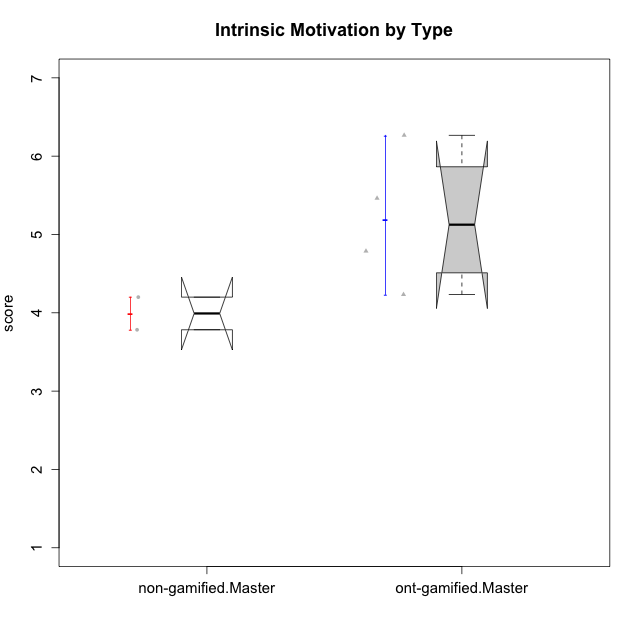 Intrinsic Motivation by Type
7
6
5
4
3
2
1
score
non-gamified.Master
ont-gamified.Master